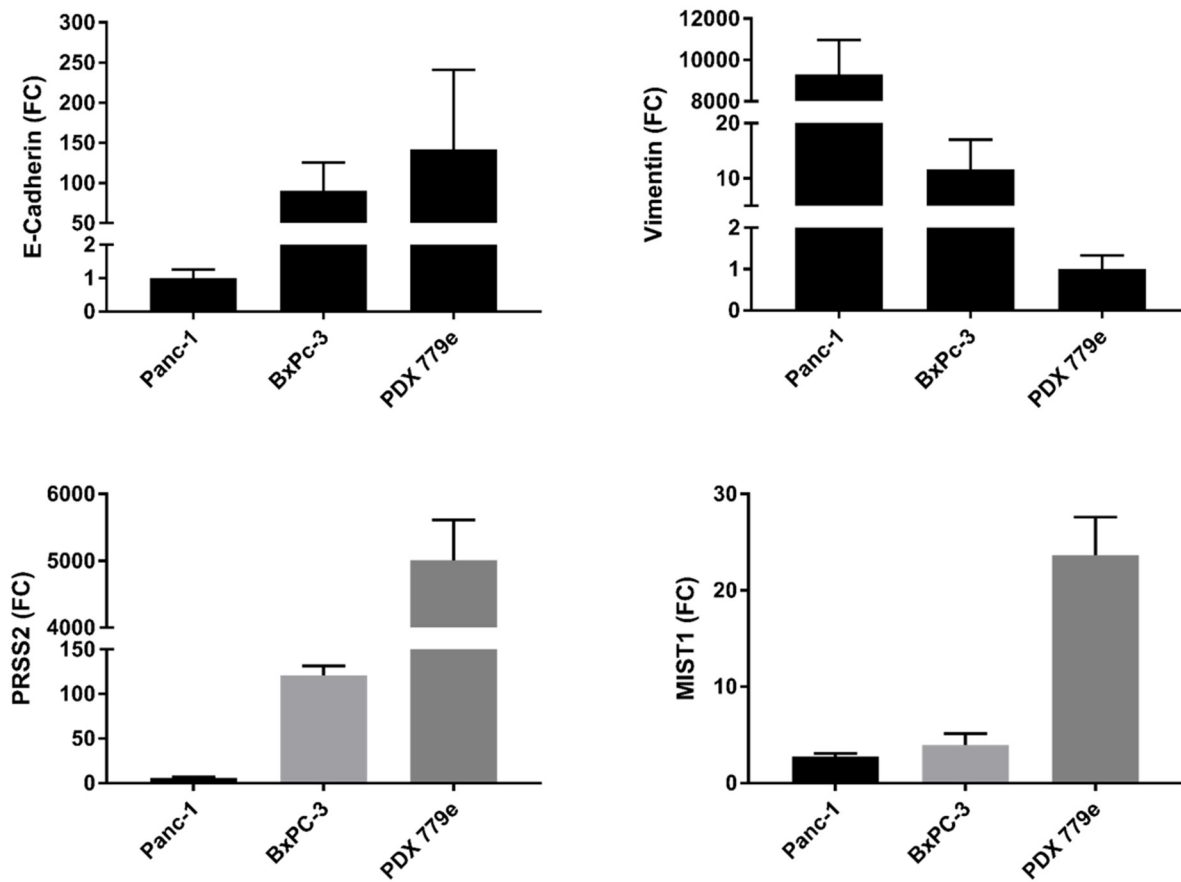 E-Cadherin (FC)
300
250
200
150
100
50
2
1
0
Panc-1
BxPc-3
PDX 779e
Vimentin (FC)
12000
10000
8000
20
10
2
1
0
Panc-1
BxPc-3
PDX 779e
PRSS2 (FC)
6000
5000
4000
150
100
50
0
Panc-1
BxPC-3
PDX 779e
MIST1 (FC)
30
20
10
0
Panc-1
BxPC-3
PDX 779e